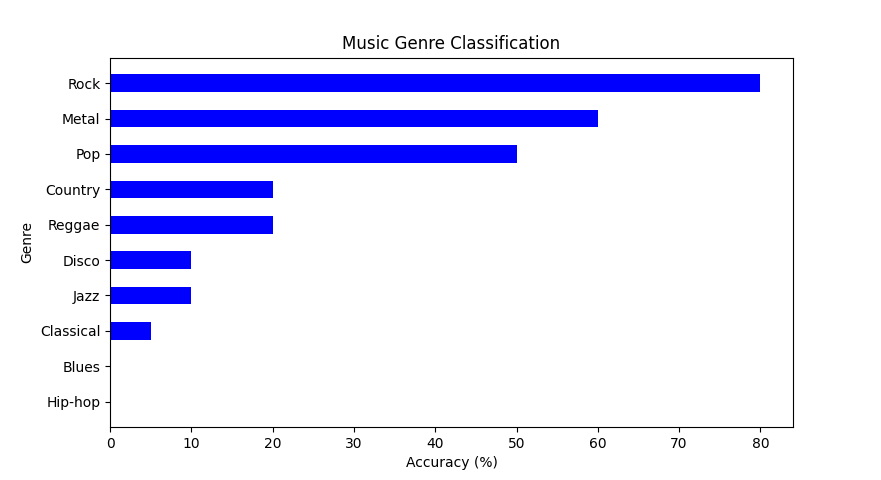 Music Genre Classification
Rock
Metal
Pop
Country
Reggae
Disco
Jazz
Classical
Blues
Hip-hop
Genre
0 10 20 30 40 50 60 70 80
Accuracy (%)